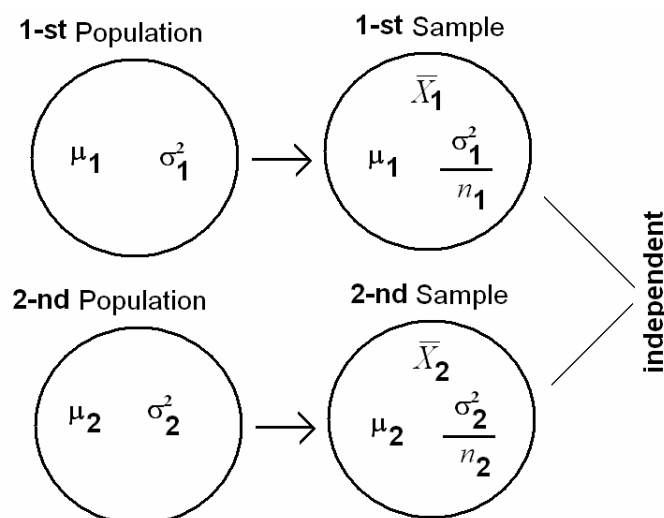 1-st Population
1-st Sample
μ1 σ²1
X̅1
μ1 σ²1/n1
2-nd Population
2-nd Sample
μ2 σ²2
X̅2
μ2 σ²2/n2
independent